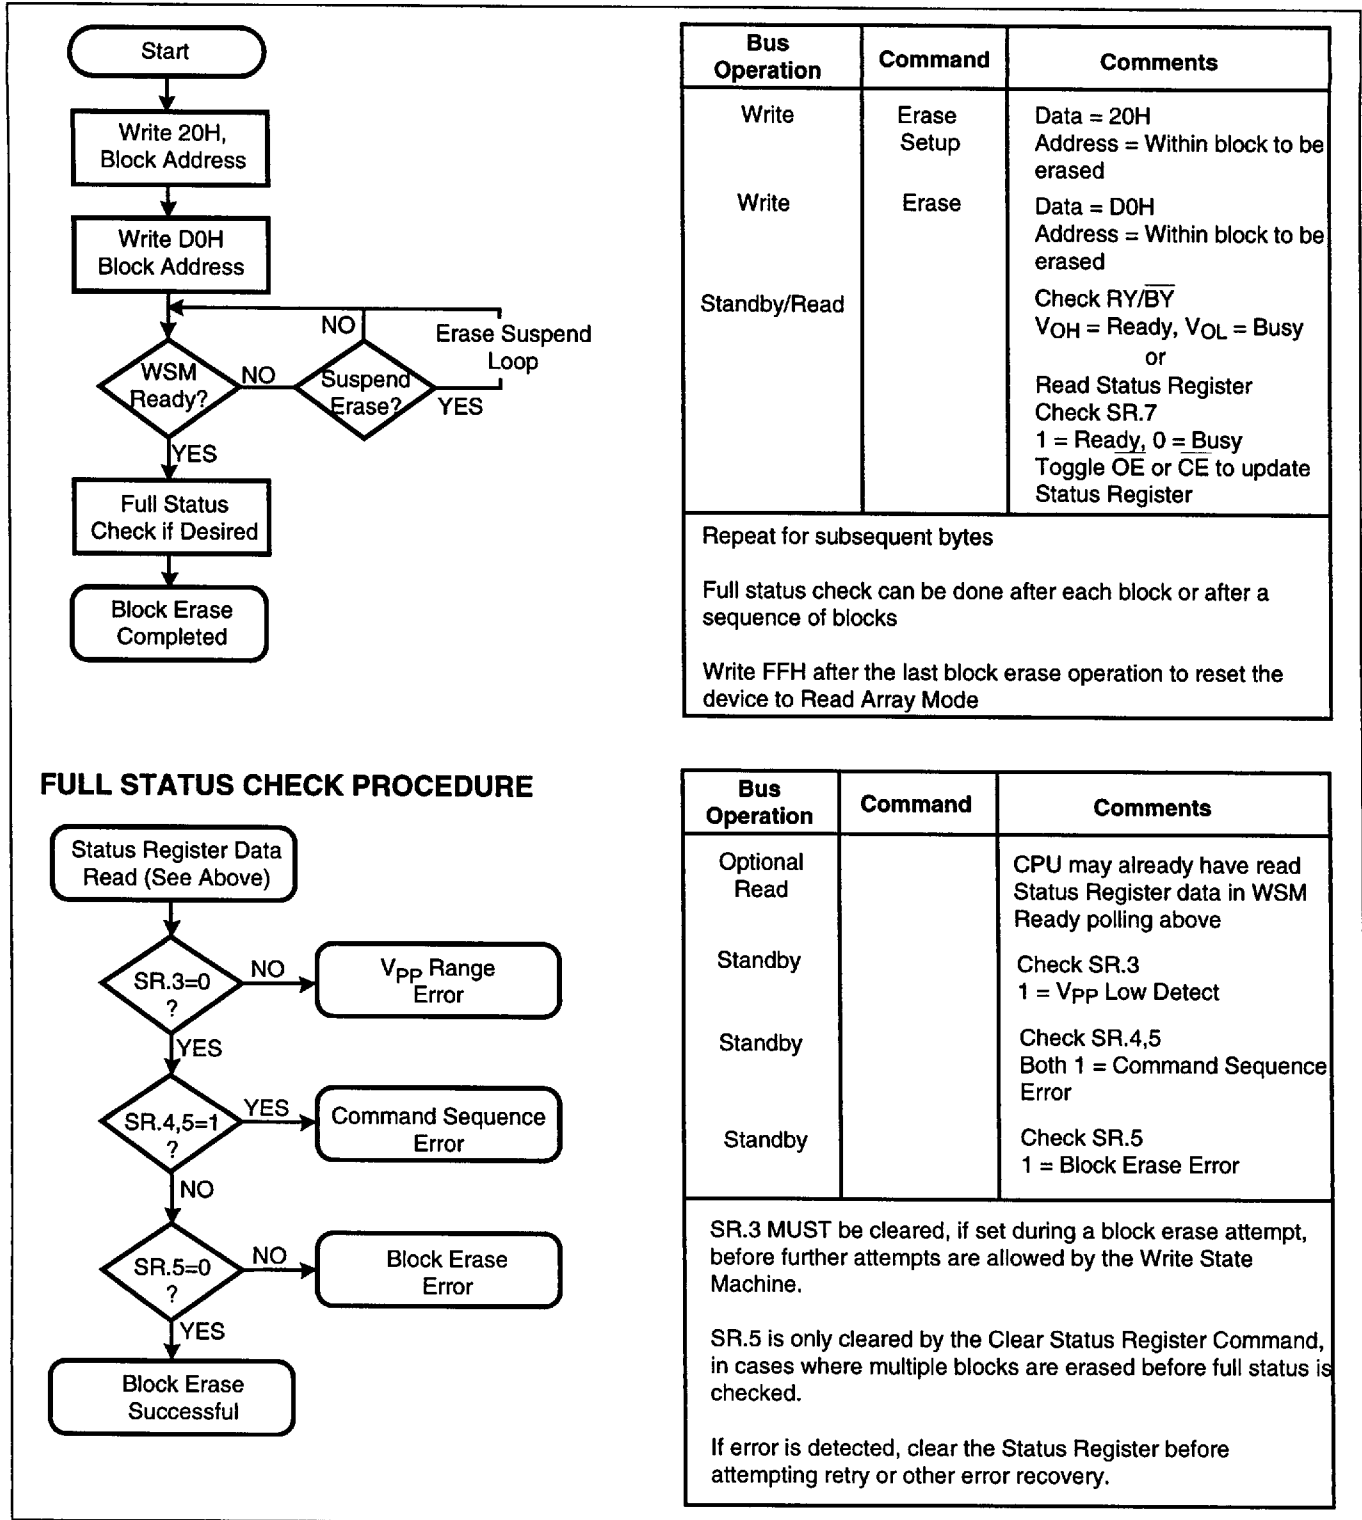 Start
Write 20H,
Block Address
Write D0H
Block Address
NO
Erase Suspend
Loop
WSM
Ready?
NO
Suspend
Erase?
YES
YES
Full Status
Check if Desired
Block Erase
Completed
Bus
Operation
Command
Comments
Write
Erase
Setup
Data = 20H
Address = Within block to be
erased
Write
Erase
Data = D0H
Address = Within block to be
erased
Standby/Read
Check RY/B̅Y̅
VOH = Ready, VOL = Busy
or
Read Status Register
Check SR.7
1 = Ready, 0 = Busy
Toggle O̅E̅ or C̅E̅ to update
Status Register
Repeat for subsequent bytes
Full status check can be done after each block or after a
sequence of blocks
Write FFH after the last block erase operation to reset the
device to Read Array Mode
FULL STATUS CHECK PROCEDURE
Status Register Data
Read (See Above)
SR.3=0
?
NO
VPP Range
Error
YES
SR.4,5=1
?
YES
Command Sequence
Error
NO
SR.5=0
?
NO
Block Erase
Error
YES
Block Erase
Successful
Bus
Operation
Command
Comments
Optional
Read
CPU may already have read
Status Register data in WSM
Ready polling above
Standby
Check SR.3
1 = VPP Low Detect
Standby
Check SR.4,5
Both 1 = Command Sequence
Error
Standby
Check SR.5
1 = Block Erase Error
SR.3 MUST be cleared, if set during a block erase attempt,
before further attempts are allowed by the Write State
Machine.
SR.5 is only cleared by the Clear Status Register Command,
in cases where multiple blocks are erased before full status is
checked.
If error is detected, clear the Status Register before
attempting retry or other error recovery.